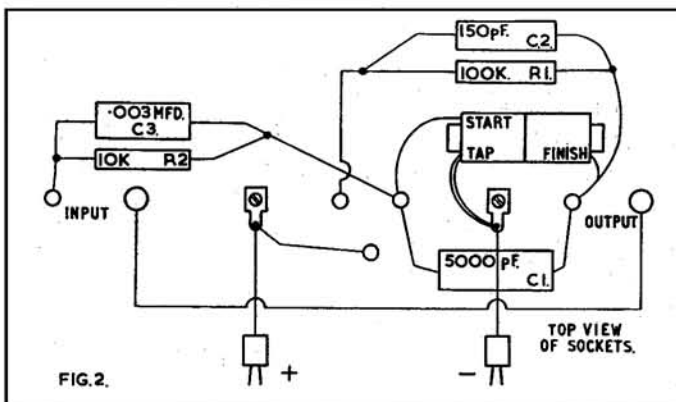 150pF. C.2.
100K. R1.
.003MFD.
C3.
10K R2
START
TAP FINISH
INPUT
OUTPUT
5000 pF.
C1.
TOP VIEW
OF SOCKETS.
FIG.2. + −